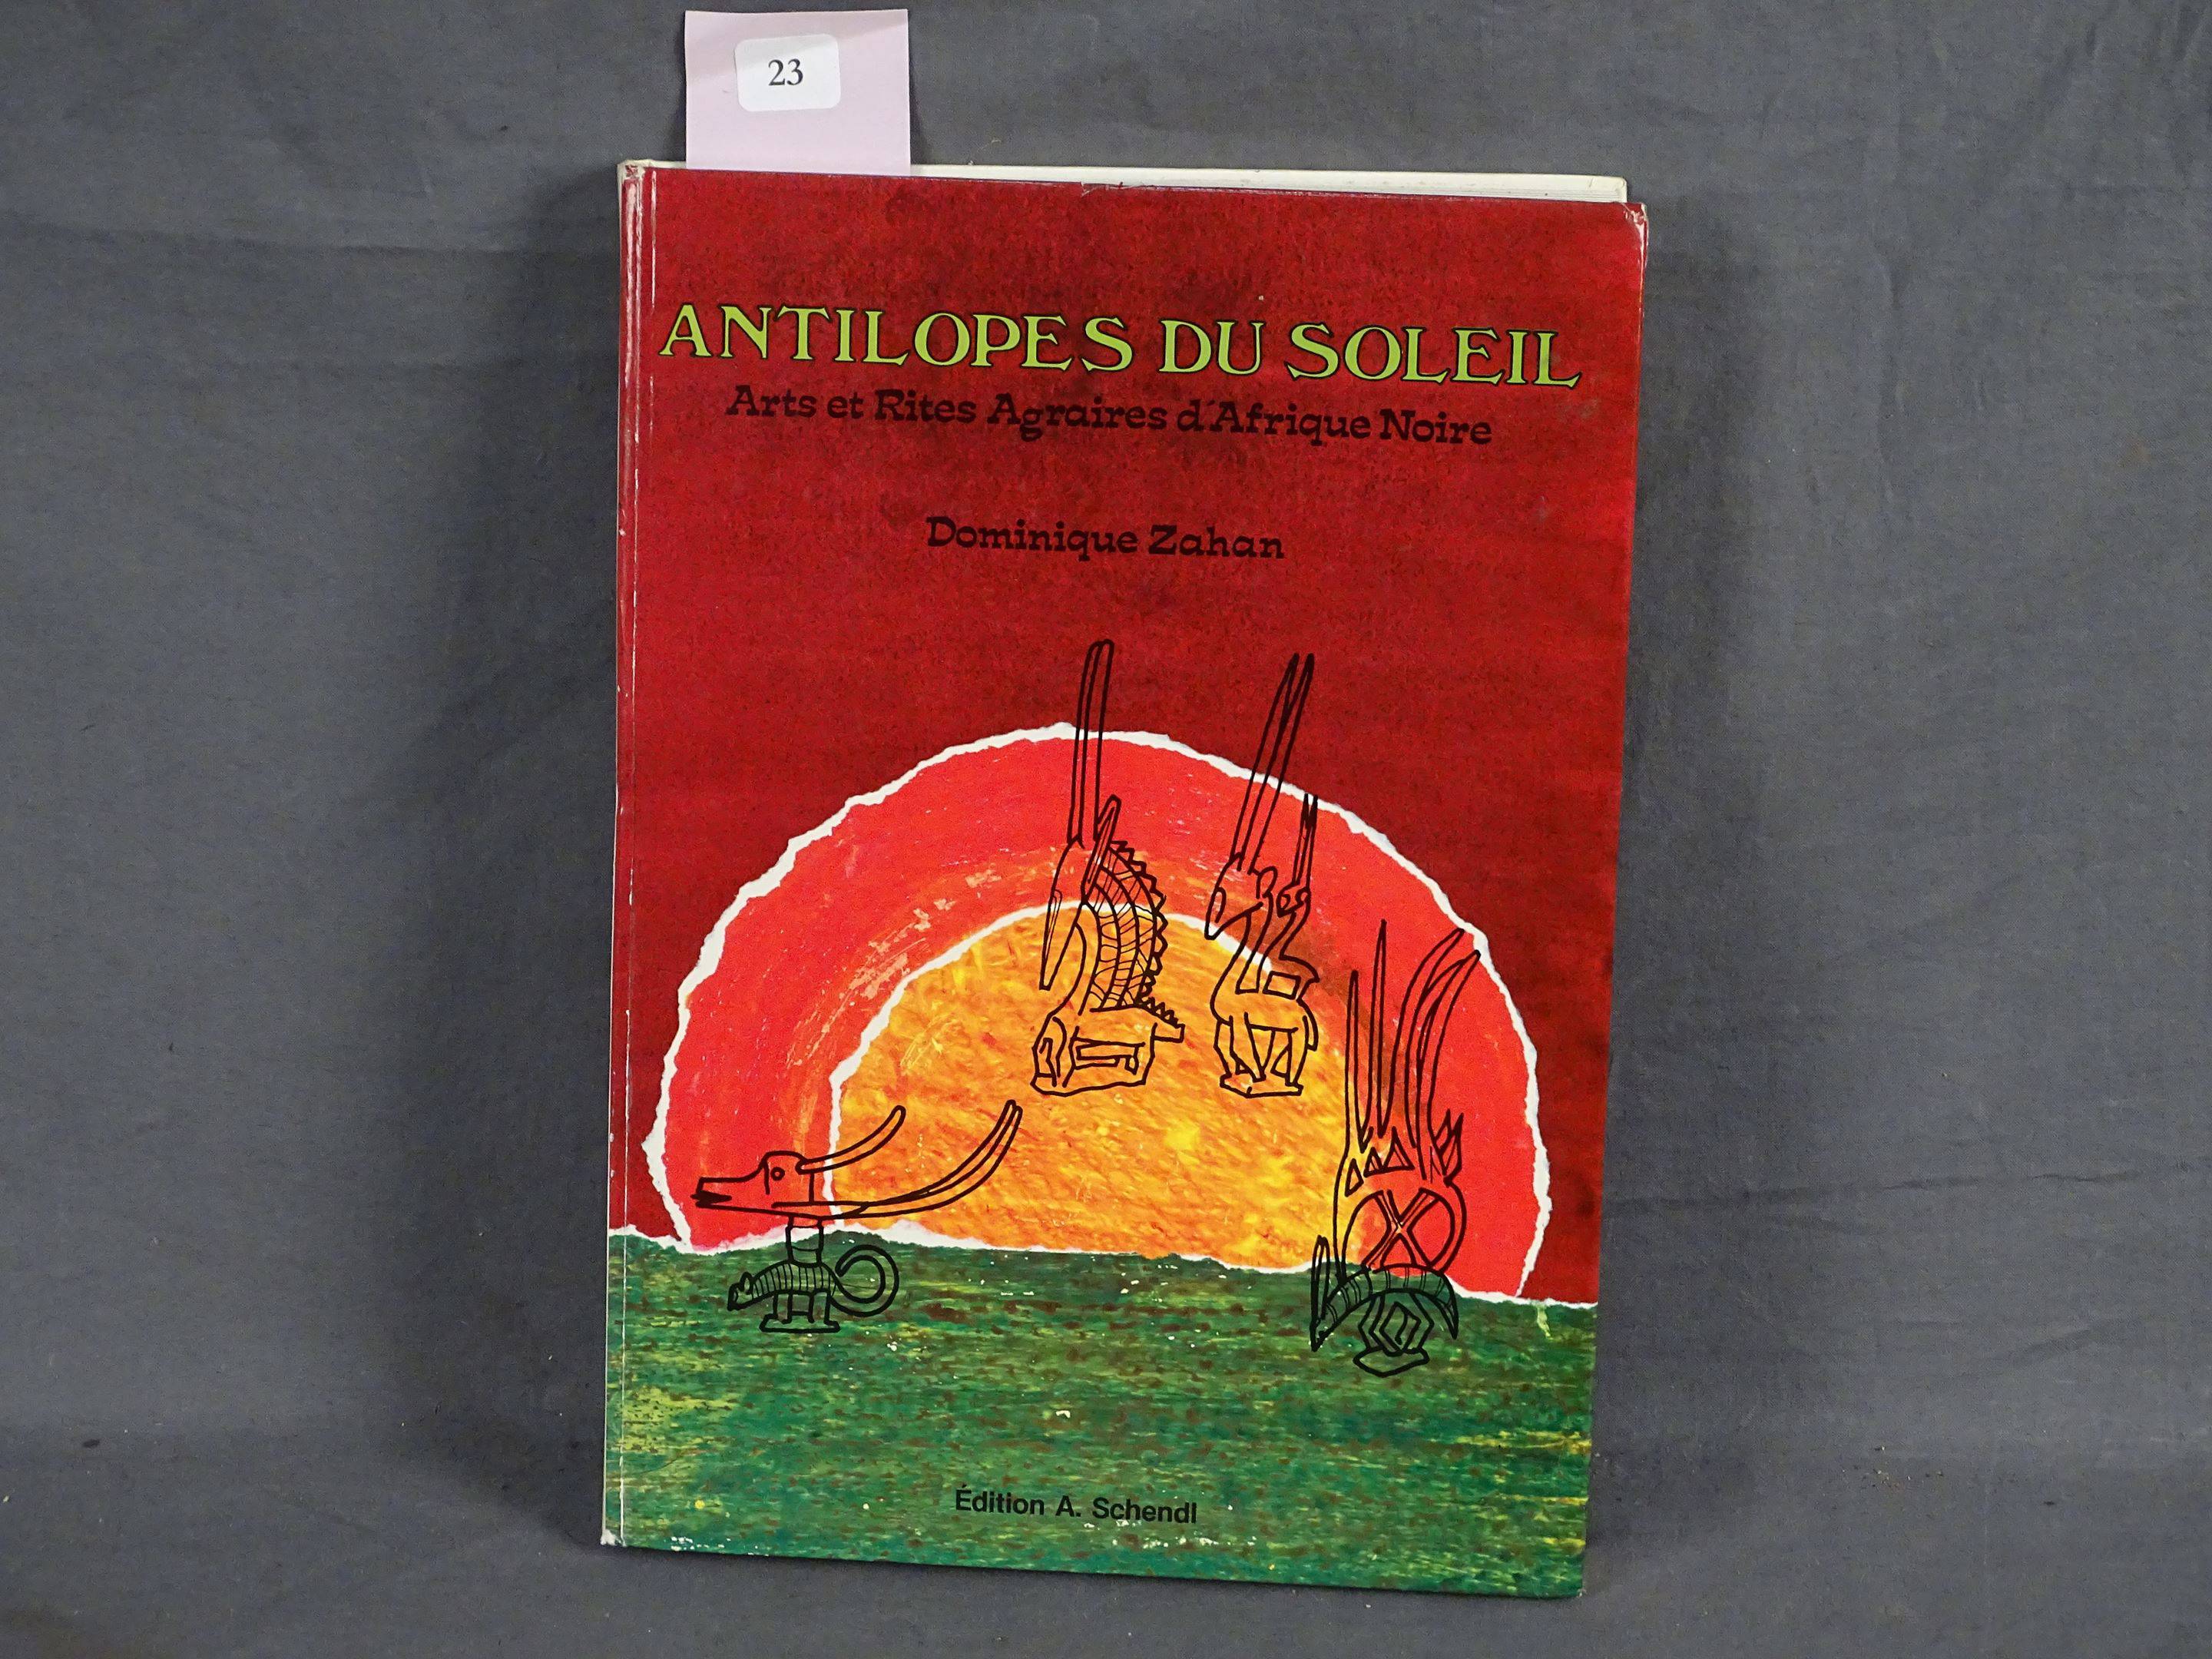 23
ANTILOPES DU SOLEIL
Arts et Rites Agraires d'Afrique Noire
Dominique Zahan
Édition A. Schendl